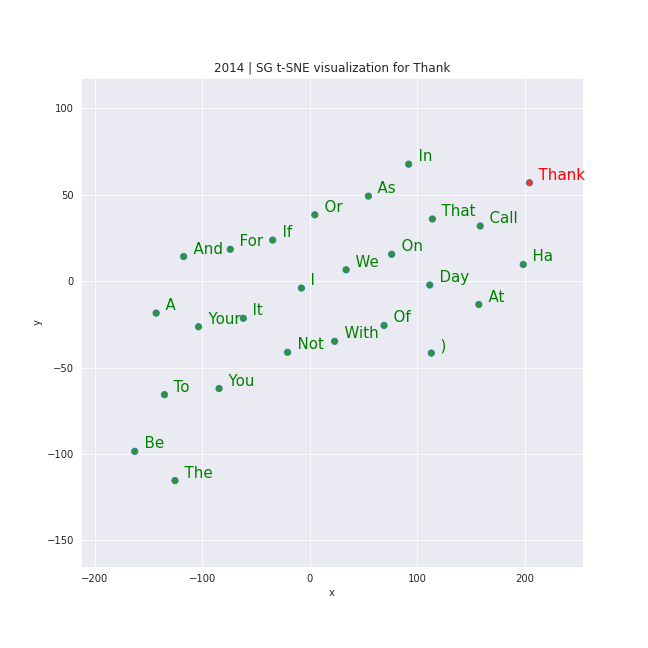 2014 | SG t-SNE visualization for Thank
100
In
Thank
50
As
Or
That
Call
If
For
And
On
Ha
We
0
I
Day
A
It
Your
At
Of
With
Not
)
−50
To
You
Be
−100
The
−150
y
−200 −100 0 100 200
x